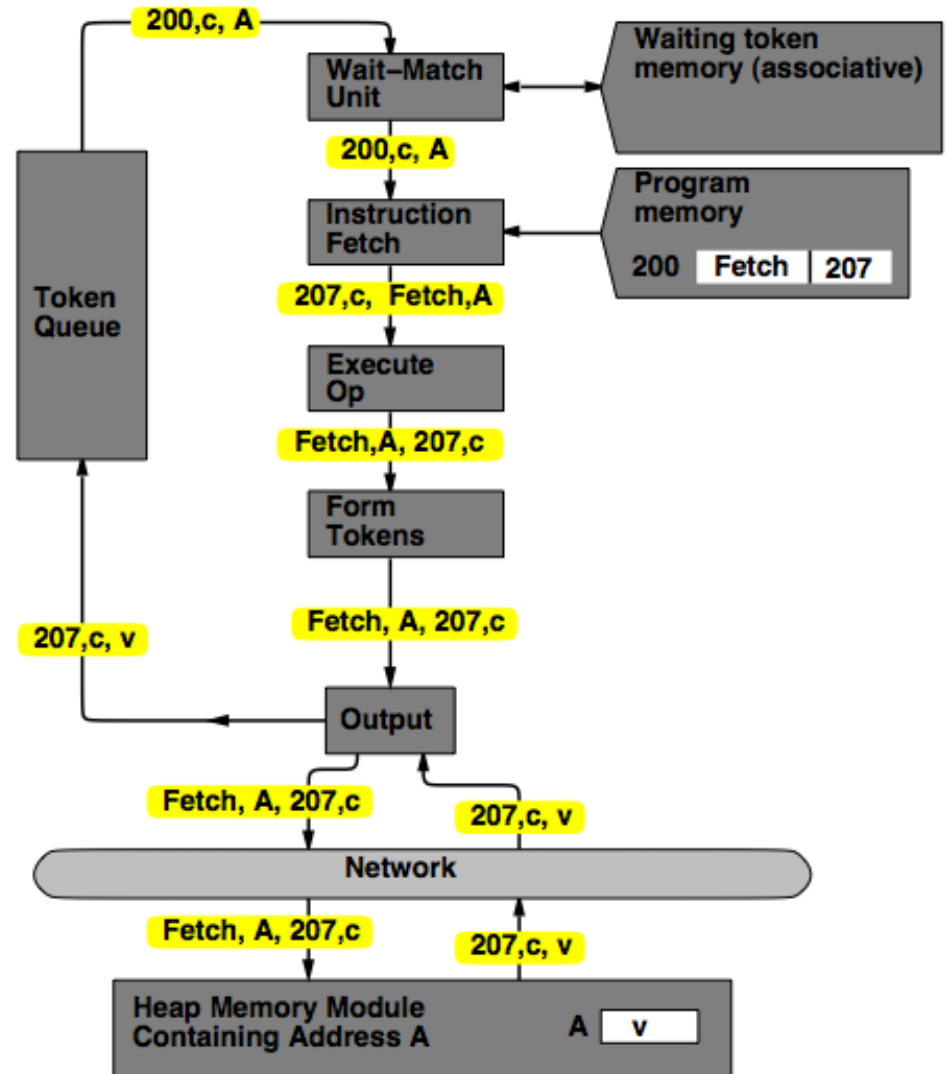 200,c, A
Wait–Match
Unit
Waiting token
memory (associative)
200,c, A
Instruction
Fetch
Program
memory
200 Fetch 207
207,c, Fetch,A
Token
Queue
Execute
Op
Fetch,A, 207,c
Form
Tokens
Fetch, A, 207,c
207,c, v
Output
Fetch, A, 207,c
207,c, v
Network
Fetch, A, 207,c
207,c, v
Heap Memory Module
Containing Address A
A v